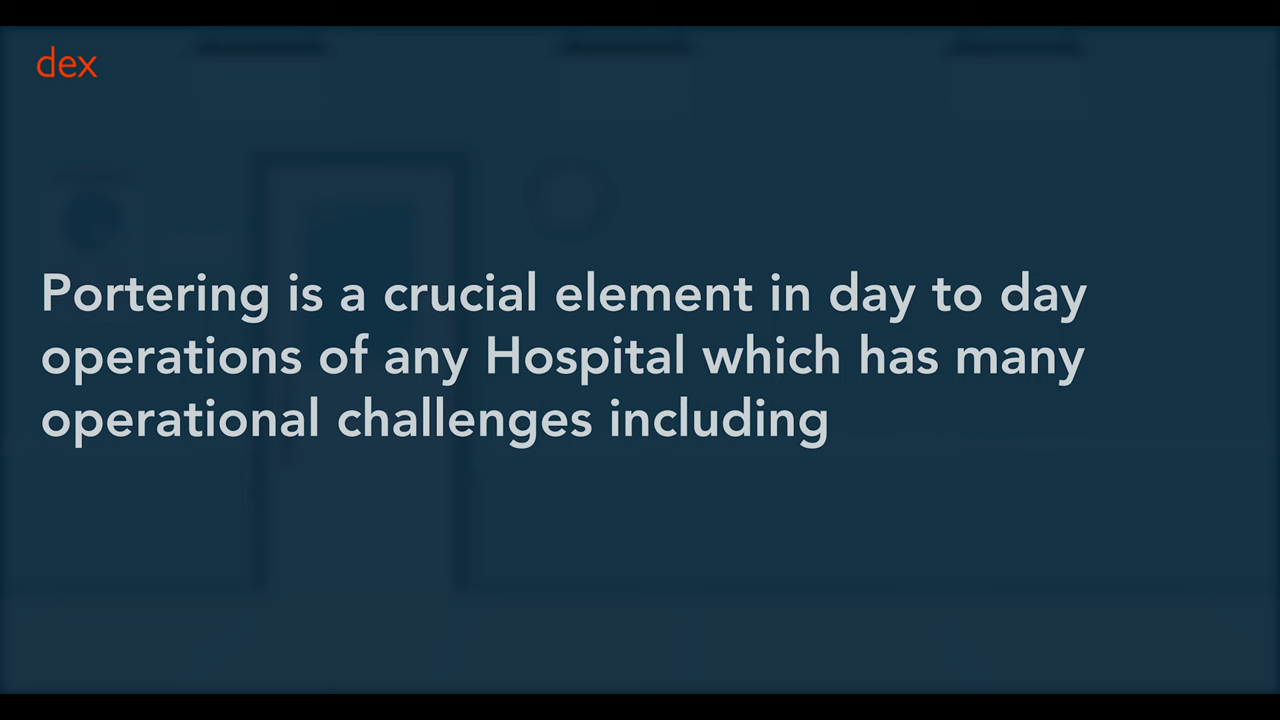 dex
Portering is a crucial element in day to day
operations of any Hospital which has many
operational challenges including